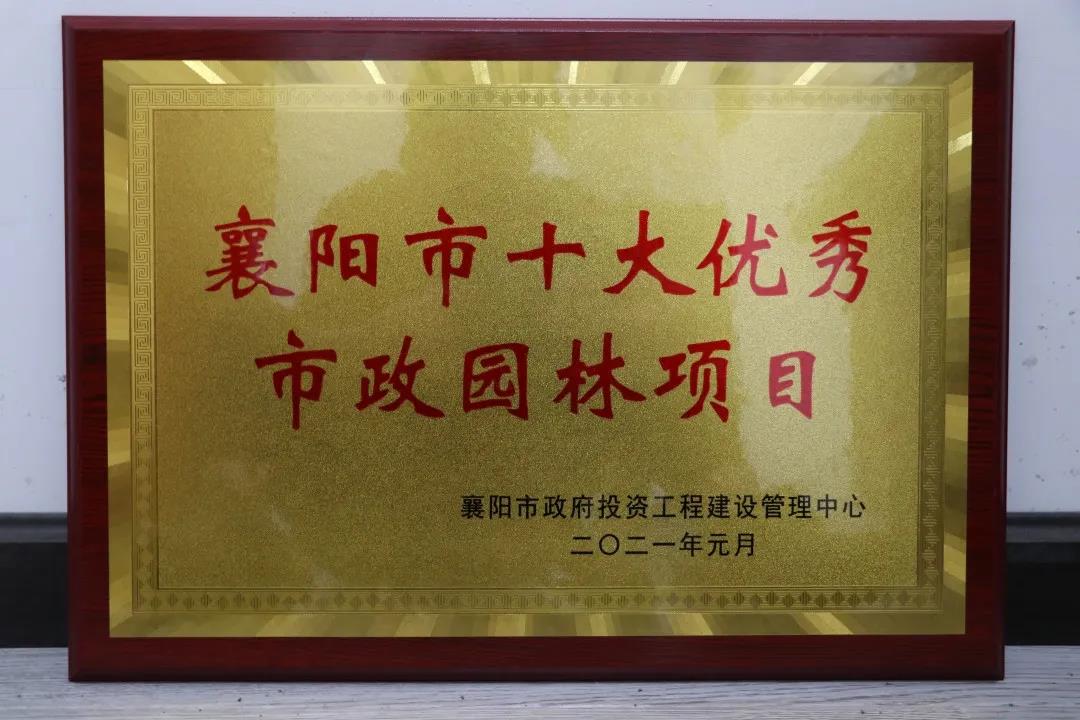 襄阳市十大优秀
市政园林项目
襄阳市政府投资工程建设管理中心
二〇二一年元月